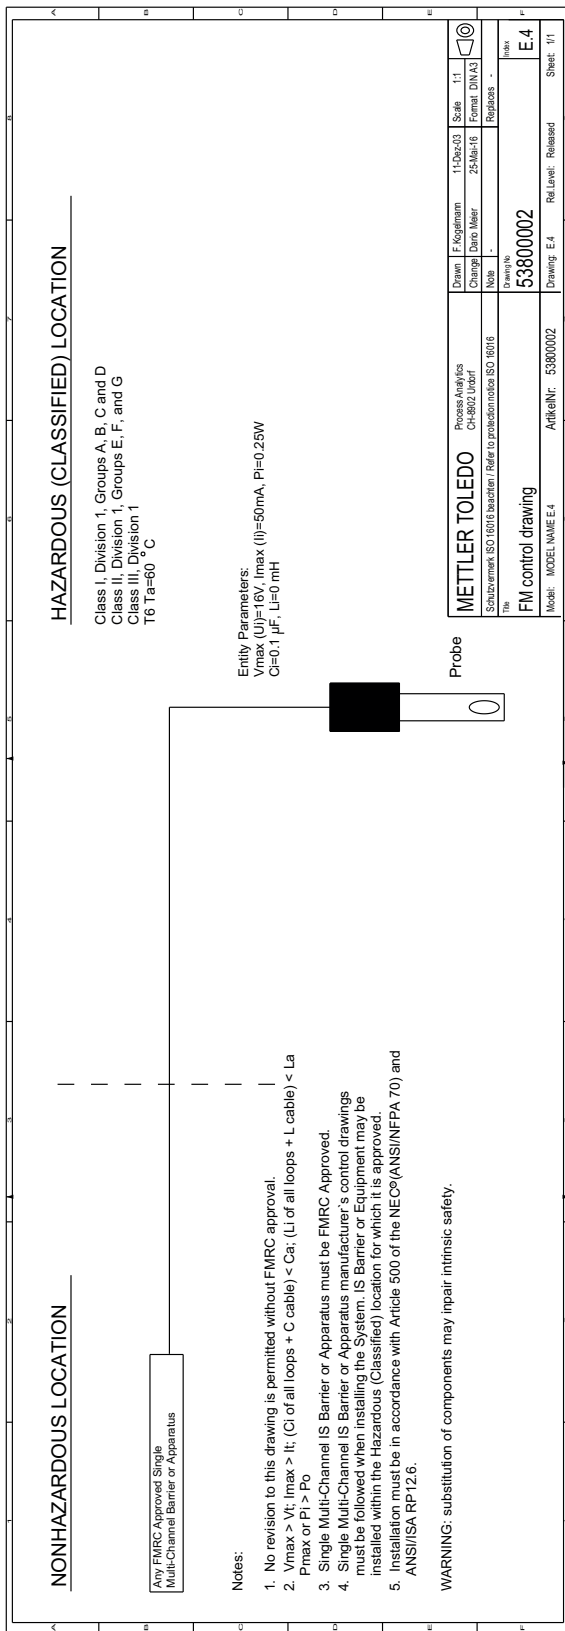 NONHAZARDOUS LOCATION
Any FMRC Approved Single
Multi-Channel Barrier or Apparatus
Notes:
1. No revision to this drawing is permitted without FMRC approval.
2. Vmax > Vt; Imax > It; (Ci of all loops + C cable) < Ca; (Li of all loops + L cable) < La
Pmax or Pi > Po
3. Single Multi-Channel IS Barrier or Apparatus must be FMRC Approved.
4. Single Multi-Channel IS Barrier or Apparatus manufacturer`s control drawings
must be followed when installing the System. IS Barrier or Equipment may be
installed within the Hazardous (Classified) location for which it is approved.
5. Installation must be in accordance with Article 500 of the NEC®(ANSI/NFPA 70) and
ANSI/ISA RP12.6.
WARNING: substitution of components may inpair intrinsic safety.
HAZARDOUS (CLASSIFIED) LOCATION
Class I, Division 1, Groups A, B, C and D
Class II, Division 1, Groups E, F, and G
Class III, Division 1
T6 Ta=60 °C
Entity Parameters:
Vmax (Ui)=16V, Imax (Ii)=50mA, Pi=0.25W
Ci=0.1 µF, Li=0 mH
Probe
METTLER TOLEDO
Process Analytics
CH-8902 Urdorf
Drawn F.Kogelmann 11-Dez-03 Scale 1:1
Change Dario Meier 25-Mai-16 Format DIN A3
Schutzvermerk ISO 16016 beachten / Refer to protection notice ISO 16016
Note - Replaces -
Title
FM control drawing
Drawing No
53800002
Index
E.4
Model: MODEL NAME E.4 ArtikelNr: 53800002 Drawing: E.4 Rel.Level: Released Sheet: 1/1
1 2 3 4 5 6 7 8
A B C D E F
A B C D E F